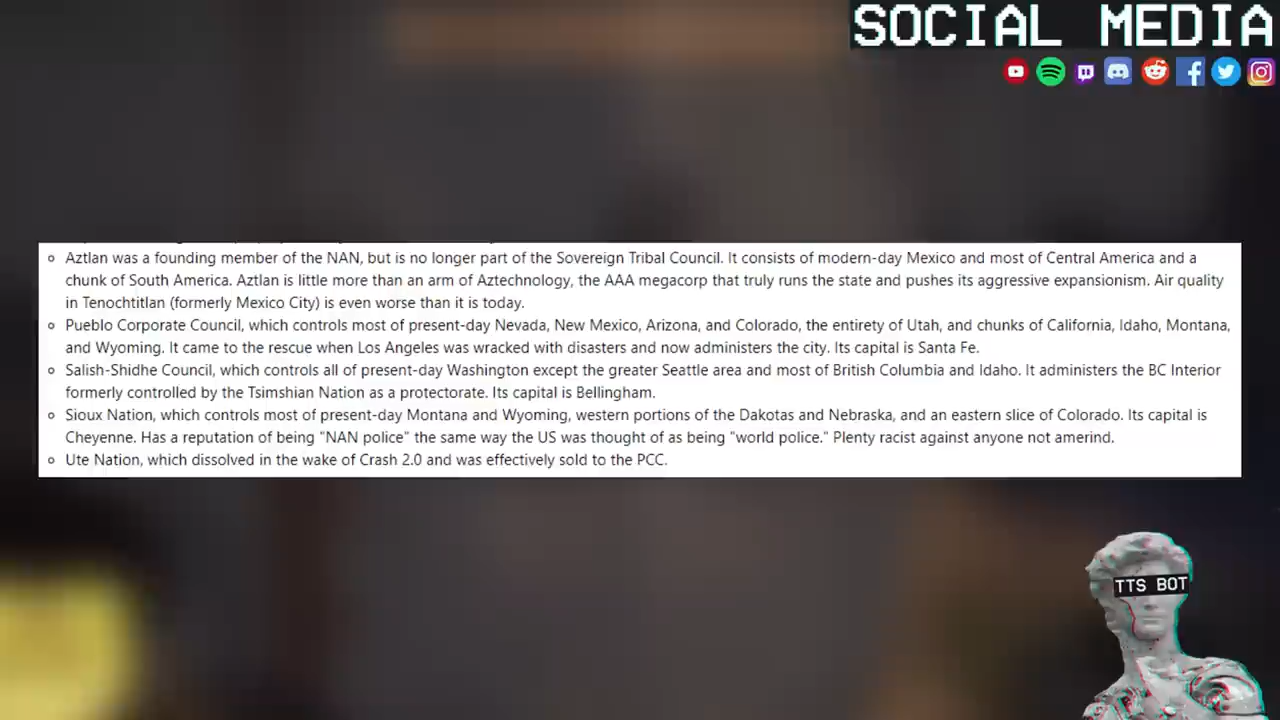 SOCIAL MEDIA
Aztlan was a founding member of the NAN, but is no longer part of the Sovereign Tribal Council. It consists of modern-day Mexico and most of Central America and a
chunk of South America. Aztlan is little more than an arm of Aztechnology, the AAA megacorp that truly runs the state and pushes its aggressive expansionism. Air quality
in Tenochtitlan (formerly Mexico City) is even worse than it is today.
Pueblo Corporate Council, which controls most of present-day Nevada, New Mexico, Arizona, and Colorado, the entirety of Utah, and chunks of California, Idaho, Montana,
and Wyoming. It came to the rescue when Los Angeles was wracked with disasters and now administers the city. Its capital is Santa Fe.
Salish-Shidhe Council, which controls all of present-day Washington except the greater Seattle area and most of British Columbia and Idaho. It administers the BC Interior
formerly controlled by the Tsimshian Nation as a protectorate. Its capital is Bellingham.
Sioux Nation, which controls most of present-day Montana and Wyoming, western portions of the Dakotas and Nebraska, and an eastern slice of Colorado. Its capital is
Cheyenne. Has a reputation of being "NAN police" the same way the US was thought of as being "world police." Plenty racist against anyone not amerind.
Ute Nation, which dissolved in the wake of Crash 2.0 and was effectively sold to the PCC.
TTS BOT